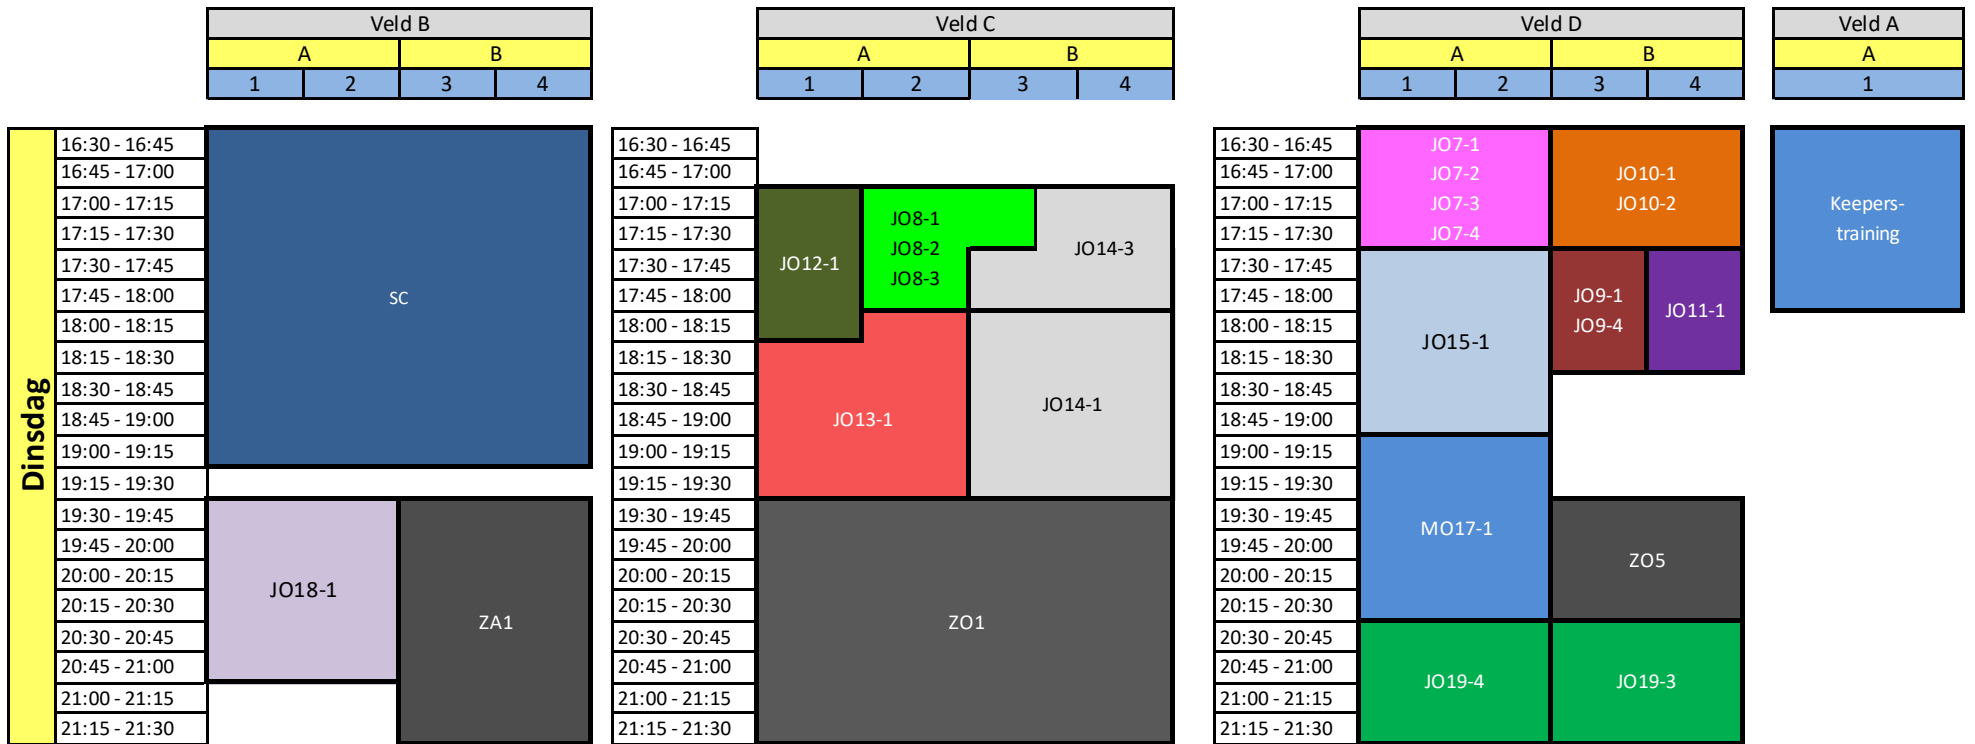 Veld B Veld C Veld D Veld A
A B A B A B A
1 2 3 4 1 2 3 4 1 2 3 4 1
Dinsdag
16:30 - 16:45 16:30 - 16:45 16:30 - 16:45 JO7-1
16:45 - 17:00 16:45 - 17:00 16:45 - 17:00 JO7-2 JO10-1
17:00 - 17:15 17:00 - 17:15 JO8-1 17:00 - 17:15 JO7-3 JO10-2 Keepers-
17:15 - 17:30 17:15 - 17:30 JO8-2 JO14-3 17:15 - 17:30 JO7-4 training
17:30 - 17:45 17:30 - 17:45 JO12-1 JO8-3 17:30 - 17:45
17:45 - 18:00 SC 17:45 - 18:00 17:45 - 18:00 JO9-1
18:00 - 18:15 18:00 - 18:15 18:00 - 18:15 JO9-4 JO11-1
18:15 - 18:30 18:15 - 18:30 18:15 - 18:30 JO15-1
18:30 - 18:45 18:30 - 18:45 18:30 - 18:45
18:45 - 19:00 18:45 - 19:00 JO13-1 JO14-1 18:45 - 19:00
19:00 - 19:15 19:00 - 19:15 19:00 - 19:15
19:15 - 19:30 19:15 - 19:30 19:15 - 19:30
19:30 - 19:45 19:30 - 19:45 19:30 - 19:45 MO17-1
19:45 - 20:00 19:45 - 20:00 19:45 - 20:00
20:00 - 20:15 JO18-1 20:00 - 20:15 20:00 - 20:15 ZO5
20:15 - 20:30 20:15 - 20:30 20:15 - 20:30
20:30 - 20:45 ZA1 20:30 - 20:45 ZO1 20:30 - 20:45
20:45 - 21:00 20:45 - 21:00 20:45 - 21:00 JO19-4 JO19-3
21:00 - 21:15 21:00 - 21:15 21:00 - 21:15
21:15 - 21:30 21:15 - 21:30 21:15 - 21:30